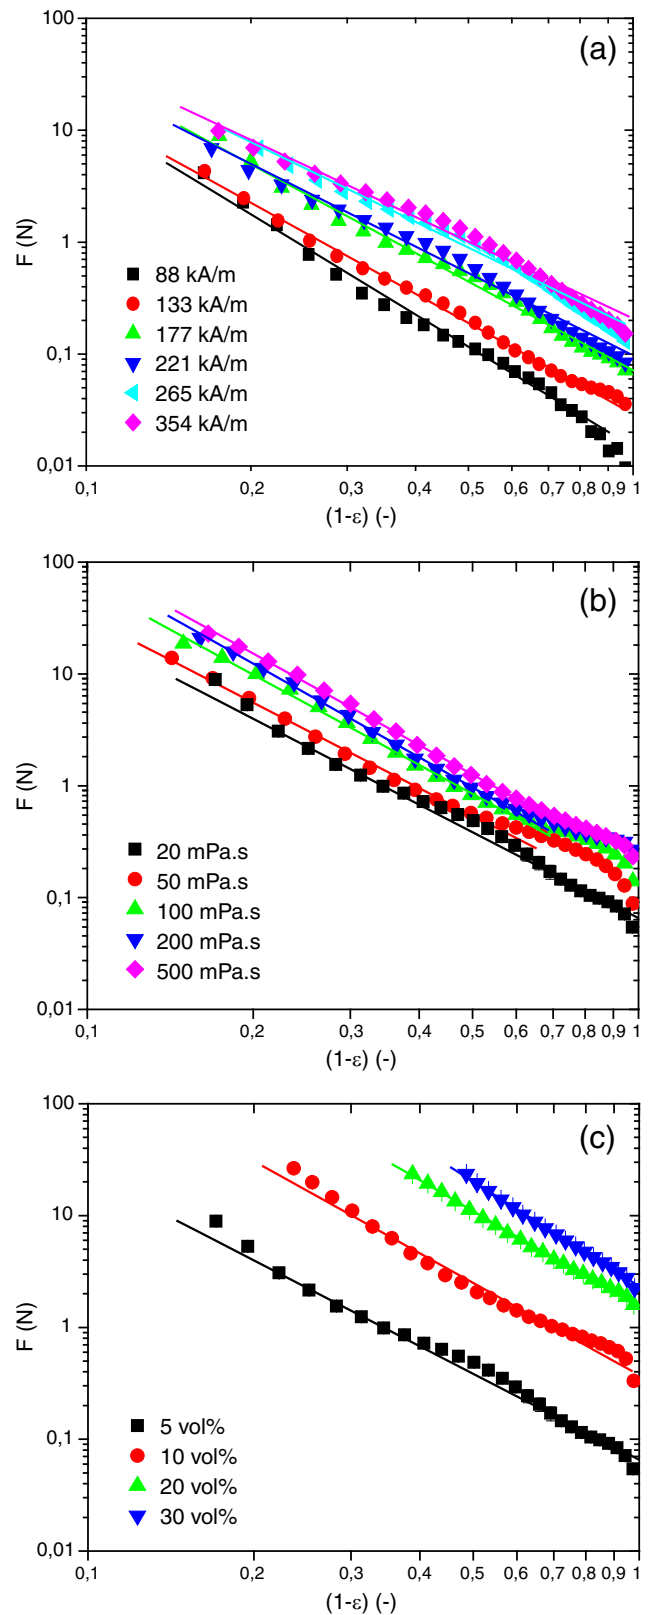 100
(a)
10
F (N)
1
88 kA/m
133 kA/m
177 kA/m
0,1
221 kA/m
265 kA/m
354 kA/m
0,01
0,1 0,2 0,3 0,4 0,5 0,6 0,7 0,8 0,9 1
(1-ε) (-)
100
(b)
10
F (N)
1
20 mPa.s
50 mPa.s
0,1
100 mPa.s
200 mPa.s
500 mPa.s
0,01
0,1 0,2 0,3 0,4 0,5 0,6 0,7 0,8 0,9 1
(1-ε) (-)
100
(c)
10
F (N)
1
5 vol%
0,1
10 vol%
20 vol%
30 vol%
0,01
0,1 0,2 0,3 0,4 0,5 0,6 0,7 0,8 0,9 1
(1-ε) (-)